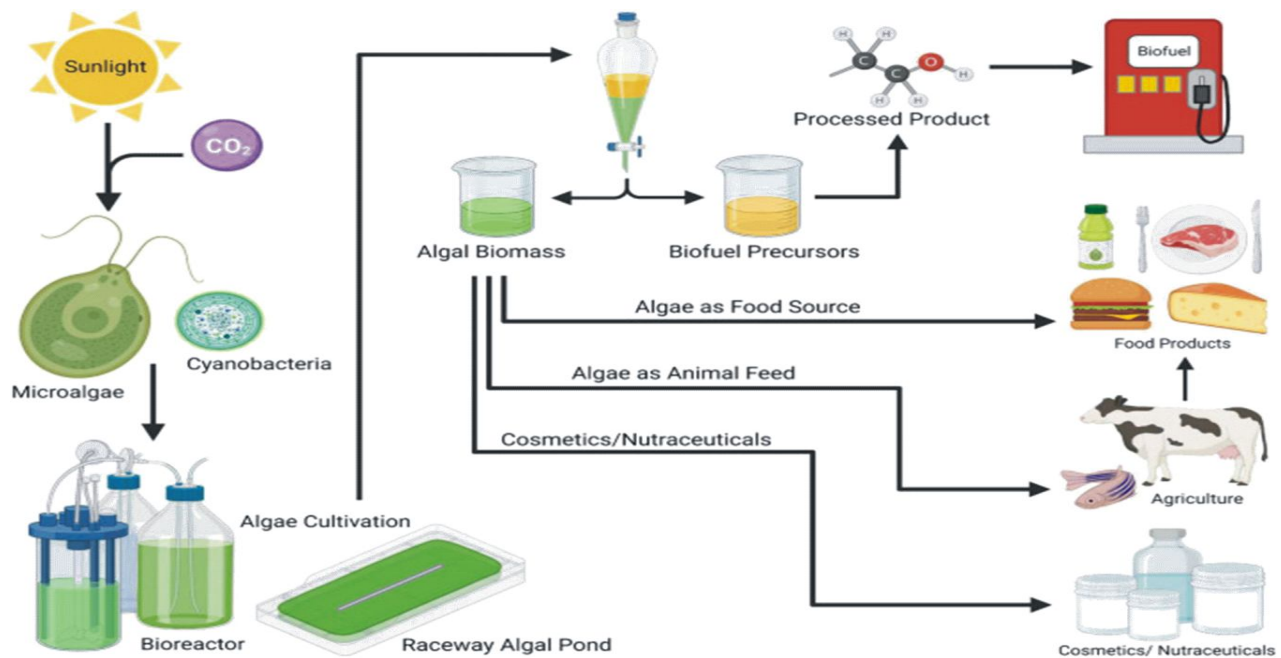 Sunlight
CO₂
Microalgae
Cyanobacteria
Bioreactor
Algae Cultivation
Raceway Algal Pond
Algal Biomass
Biofuel Precursors
C
C
O
H
H
H
H
H
Processed Product
Biofuel
Algae as Food Source
Food Products
Algae as Animal Feed
Agriculture
Cosmetics/Nutraceuticals
Cosmetics/ Nutraceuticals